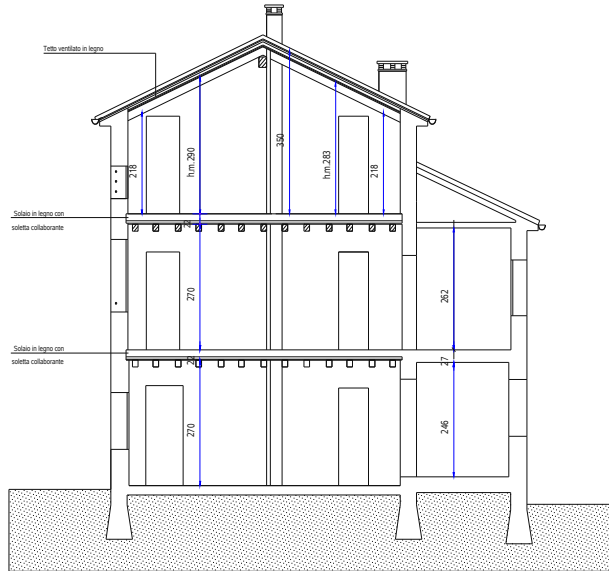 Tetto ventilato in legno
350
h.m.290
h.m.283
218
218
Solaio in legno con
soletta collaborante
22
270
262
Solaio in legno con
soletta collaborante
22
27
270
246